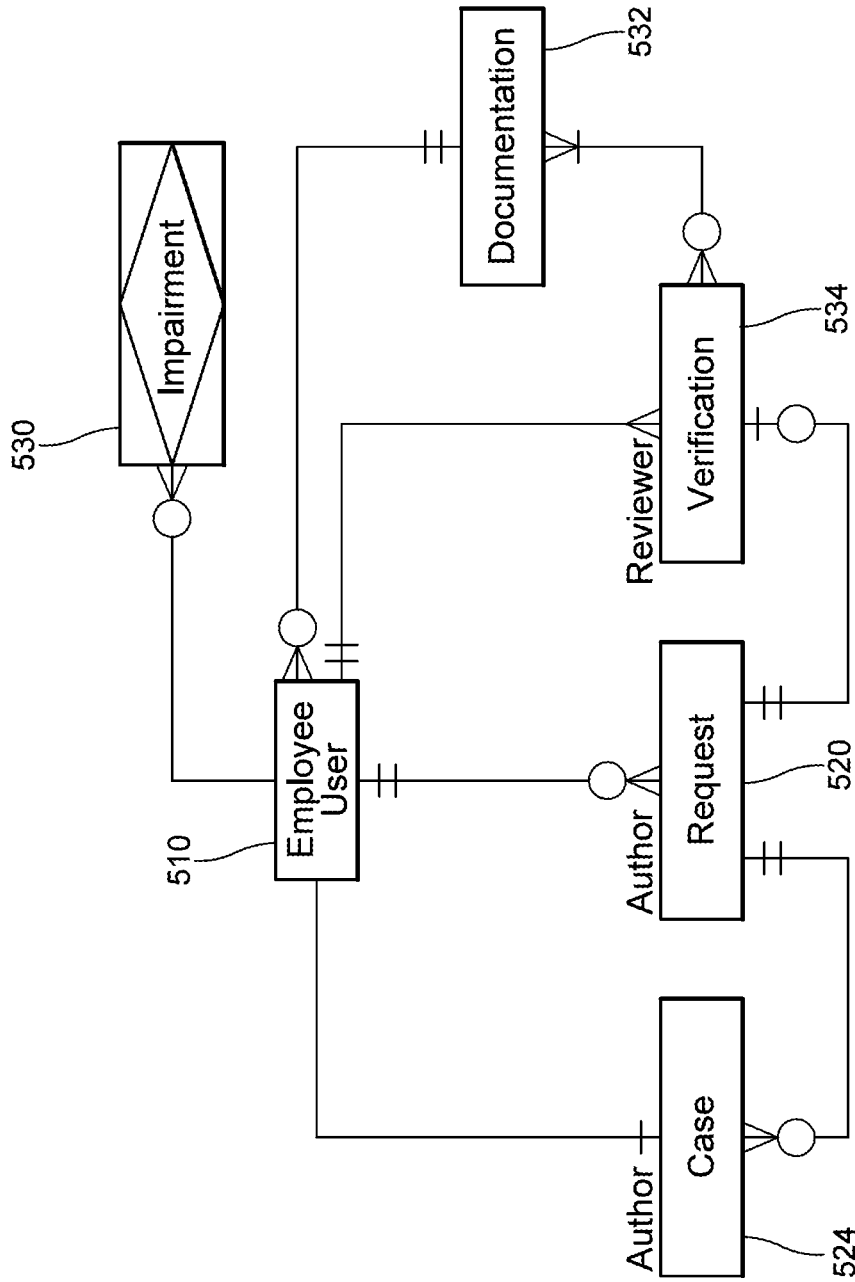 530
Impairment
510
Employee
User
Documentation
532
Author
Case
524
Author
Request
520
Reviewer
Verification
534